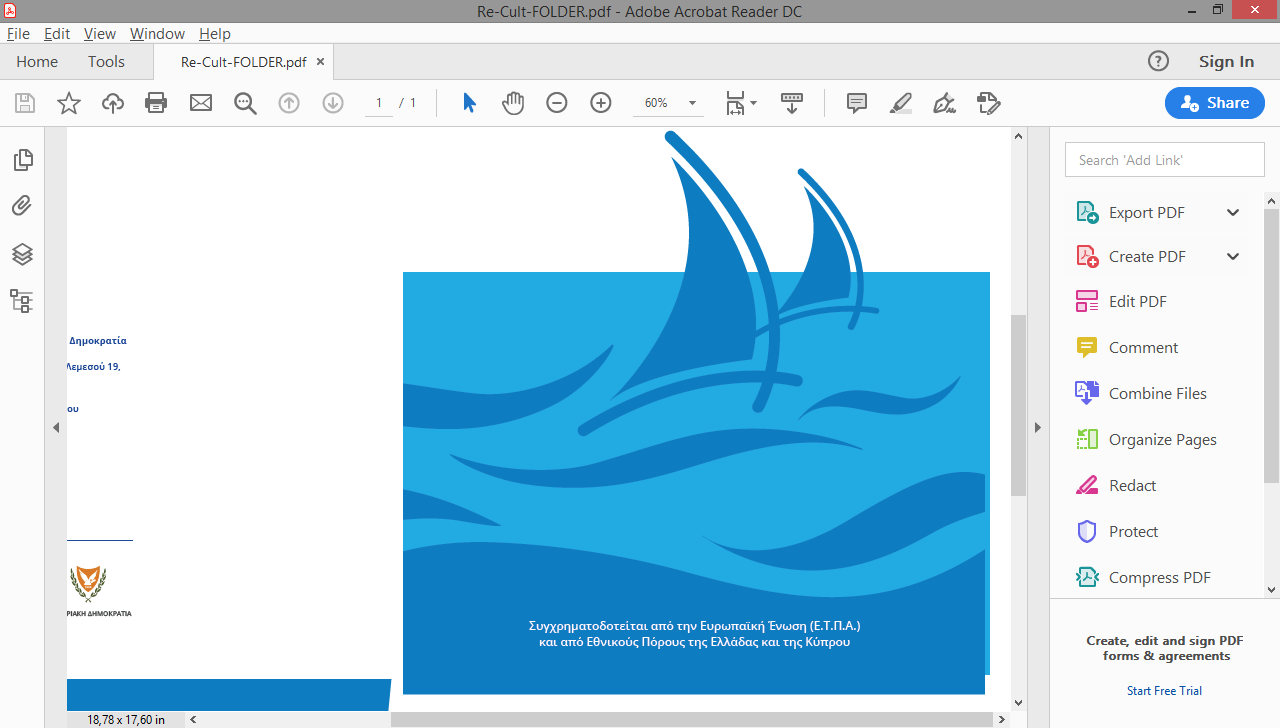 Re-Cult-FOLDER.pdf - Adobe Acrobat Reader DC
File Edit View Window Help
Home Tools Re-Cult-FOLDER.pdf Sign In
1 / 1 60% Share
Search 'Add Link'
Export PDF
Create PDF
Edit PDF
Comment
Combine Files
Organize Pages
Redact
Protect
Compress PDF
Create, edit and sign PDF
forms & agreements
Start Free Trial
Δημοκρατία
Λεμεσού 19,
ου
ΡΙΑΚΗ ΔΗΜΟΚΡΑΤΙΑ
Συγχρηματοδοτείται από την Ευρωπαϊκή Ένωση (Ε.Τ.Π.Α.)
και από Εθνικούς Πόρους της Ελλάδας και της Κύπρου
18,78 x 17,60 in